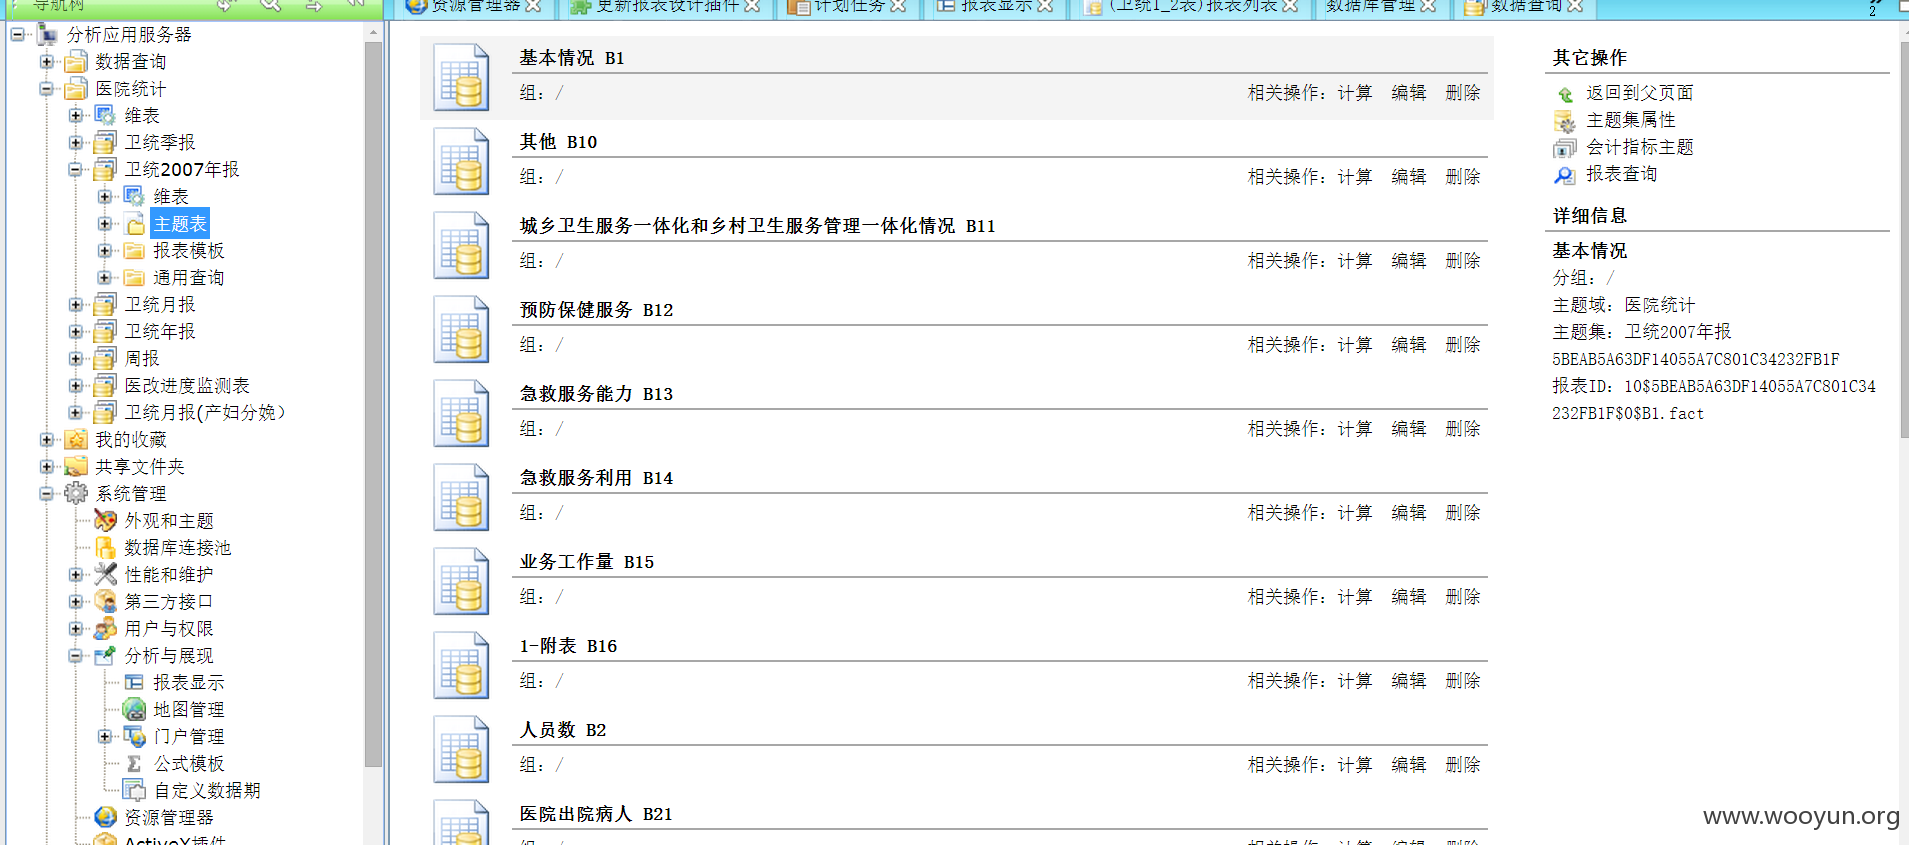 导航树
资源管理器
更新报表设计插件
计划任务
报表显示
(卫统1_2表)报表列表
数据库管理
数据查询
2
分析应用服务器
数据查询
医院统计
维表
卫统季报
卫统2007年报
维表
主题表
报表模板
通用查询
卫统月报
卫统年报
周报
医改进度监测表
卫统月报(产妇分娩)
我的收藏
共享文件夹
系统管理
外观和主题
数据库连接池
性能和维护
第三方接口
用户与权限
分析与展现
报表显示
地图管理
门户管理
公式模板
自定义数据期
资源管理器
ActiveX插件
基本情况 B1
组: / 相关操作: 计算 编辑 删除
其他 B10
组: / 相关操作: 计算 编辑 删除
城乡卫生服务一体化和乡村卫生服务管理一体化情况 B11
组: / 相关操作: 计算 编辑 删除
预防保健服务 B12
组: / 相关操作: 计算 编辑 删除
急救服务能力 B13
组: / 相关操作: 计算 编辑 删除
急救服务利用 B14
组: / 相关操作: 计算 编辑 删除
业务工作量 B15
组: / 相关操作: 计算 编辑 删除
1-附表 B16
组: / 相关操作: 计算 编辑 删除
人员数 B2
组: / 相关操作: 计算 编辑 删除
医院出院病人 B21
组: / 相关操作: 计算 编辑 删除
其它操作
返回到父页面
主题集属性
会计指标主题
报表查询
详细信息
基本情况
分组: /
主题域: 医院统计
主题集: 卫统2007年报
5BEAB5A63DF14055A7C801C34232FB1F
报表ID: 10$5BEAB5A63DF14055A7C801C34
232FB1F$0$B1.fact
www.wooyun.org